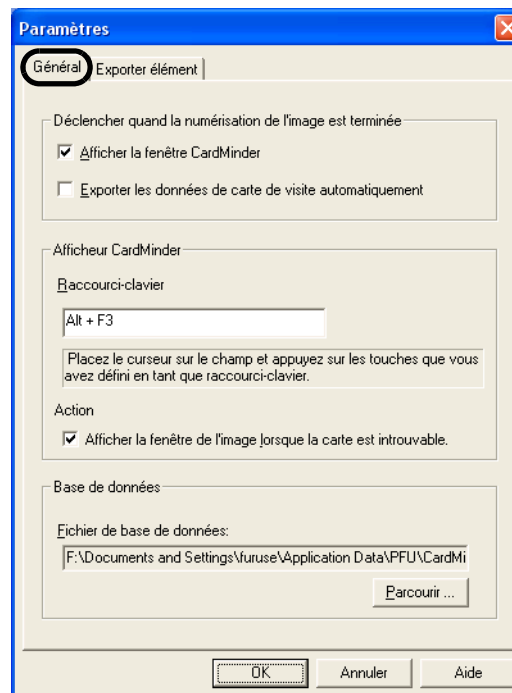 Paramètres
Général
Exporter élément
Déclencher quand la numérisation de l'image est terminée
Afficher la fenêtre CardMinder
Exporter les données de carte de visite automatiquement
Afficheur CardMinder
Raccourci-clavier
Alt + F3
Placez le curseur sur le champ et appuyez sur les touches que vous
avez défini en tant que raccourci-clavier.
Action
Afficher la fenêtre de l'image lorsque la carte est introuvable.
Base de données
Fichier de base de données:
F:\Documents and Settings\furuse\Application Data\PFU\CardMi
Parcourir ...
OK
Annuler
Aide